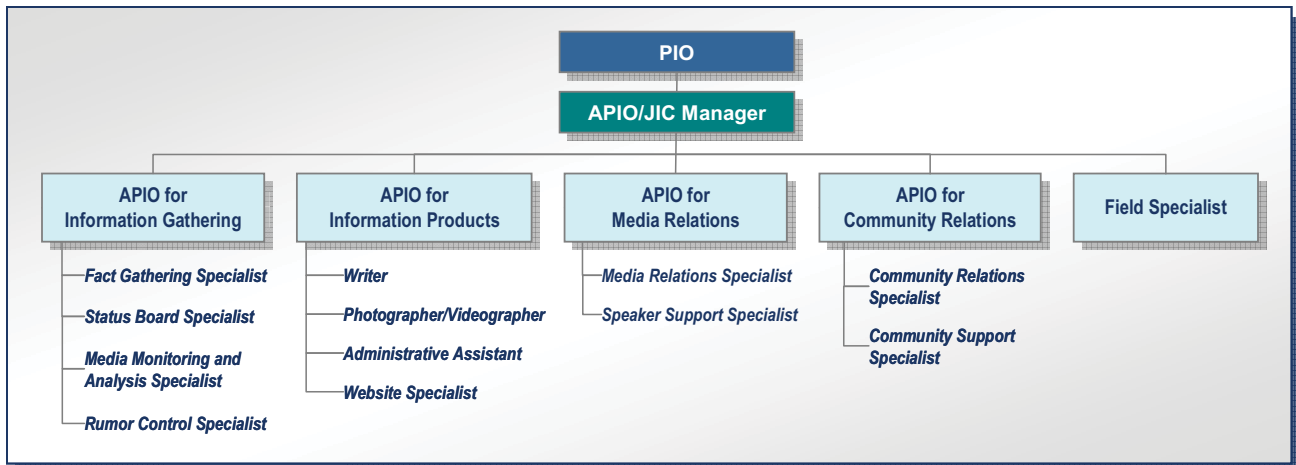 PIO
APIO/JIC Manager
APIO for
Information Gathering
Fact Gathering Specialist
Status Board Specialist
Media Monitoring and
Analysis Specialist
Rumor Control Specialist
APIO for
Information Products
Writer
Photographer/Videographer
Administrative Assistant
Website Specialist
APIO for
Media Relations
Media Relations Specialist
Speaker Support Specialist
APIO for
Community Relations
Community Relations
Specialist
Community Support
Specialist
Field Specialist